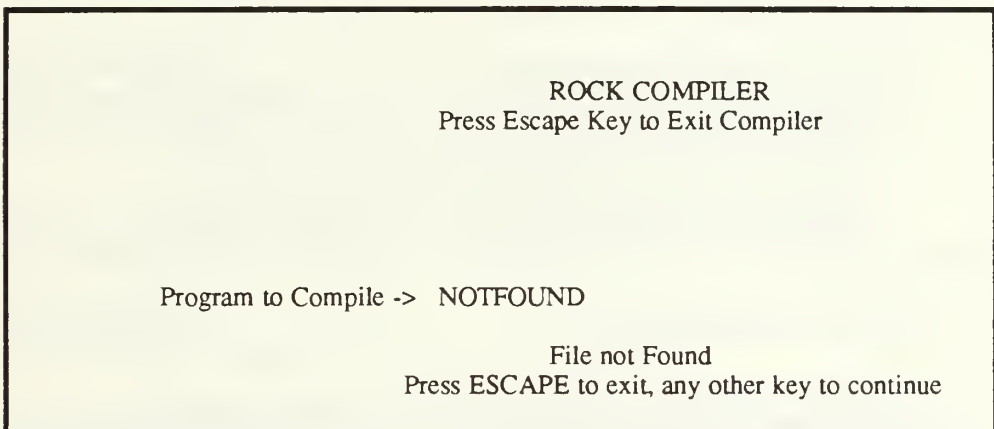 ROCK COMPILER
Press Escape Key to Exit Compiler
Program to Compile -> NOTFOUND
File not Found
Press ESCAPE to exit, any other key to continue